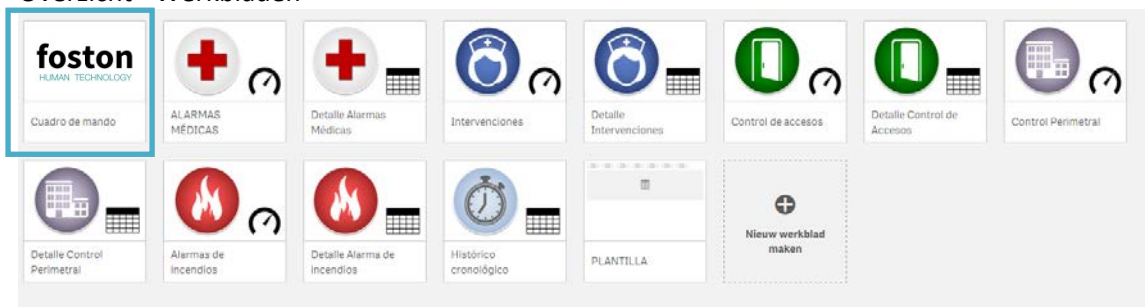 Overzicht Werkbladen
foston
HUMAN TECHNOLOGY
Cuadro de mando
ALARMAS
MÉDICAS
Detalle Alarmas
Médicas
Intervenciones
Detalle
Intervenciones
Control de accesos
Detalle Control de
Accesos
Control Perimetral
Detalle Control
Perimetral
Alarmas de
incendios
Detalle Alarma de
incendios
Histórico
cronológico
PLANTILLA
Nieuw werkblad
maken